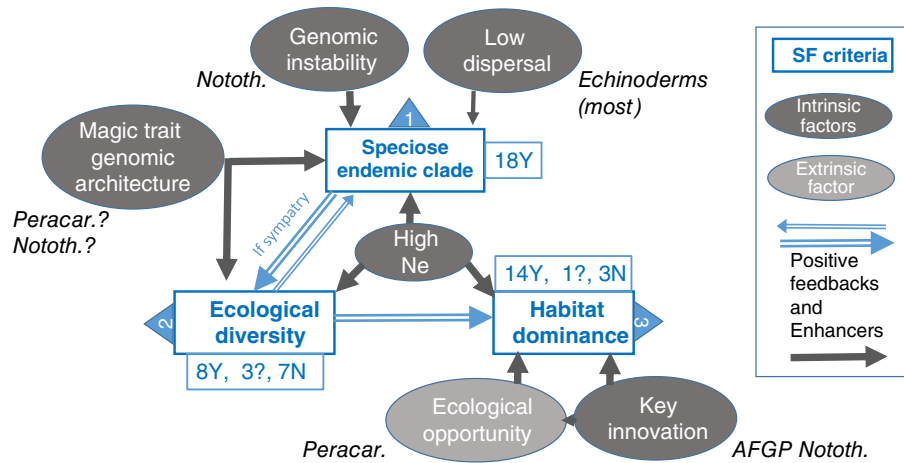 Genomic
instability
Low
dispersal
Nototh.
Echinoderms
(most)
Magic trait
genomic
architecture
1
Speciose
endemic clade
18Y
Peracar.?
Nototh.?
If sympatry
High
Ne
14Y, 1?, 3N
2
Ecological
diversity
Habitat
dominance
3
8Y, 3?, 7N
Ecological
opportunity
Key
innovation
Peracar.
AFGP Nototh.
SF criteria
Intrinsic
factors
Extrinsic
factor
Positive
feedbacks
and
Enhancers